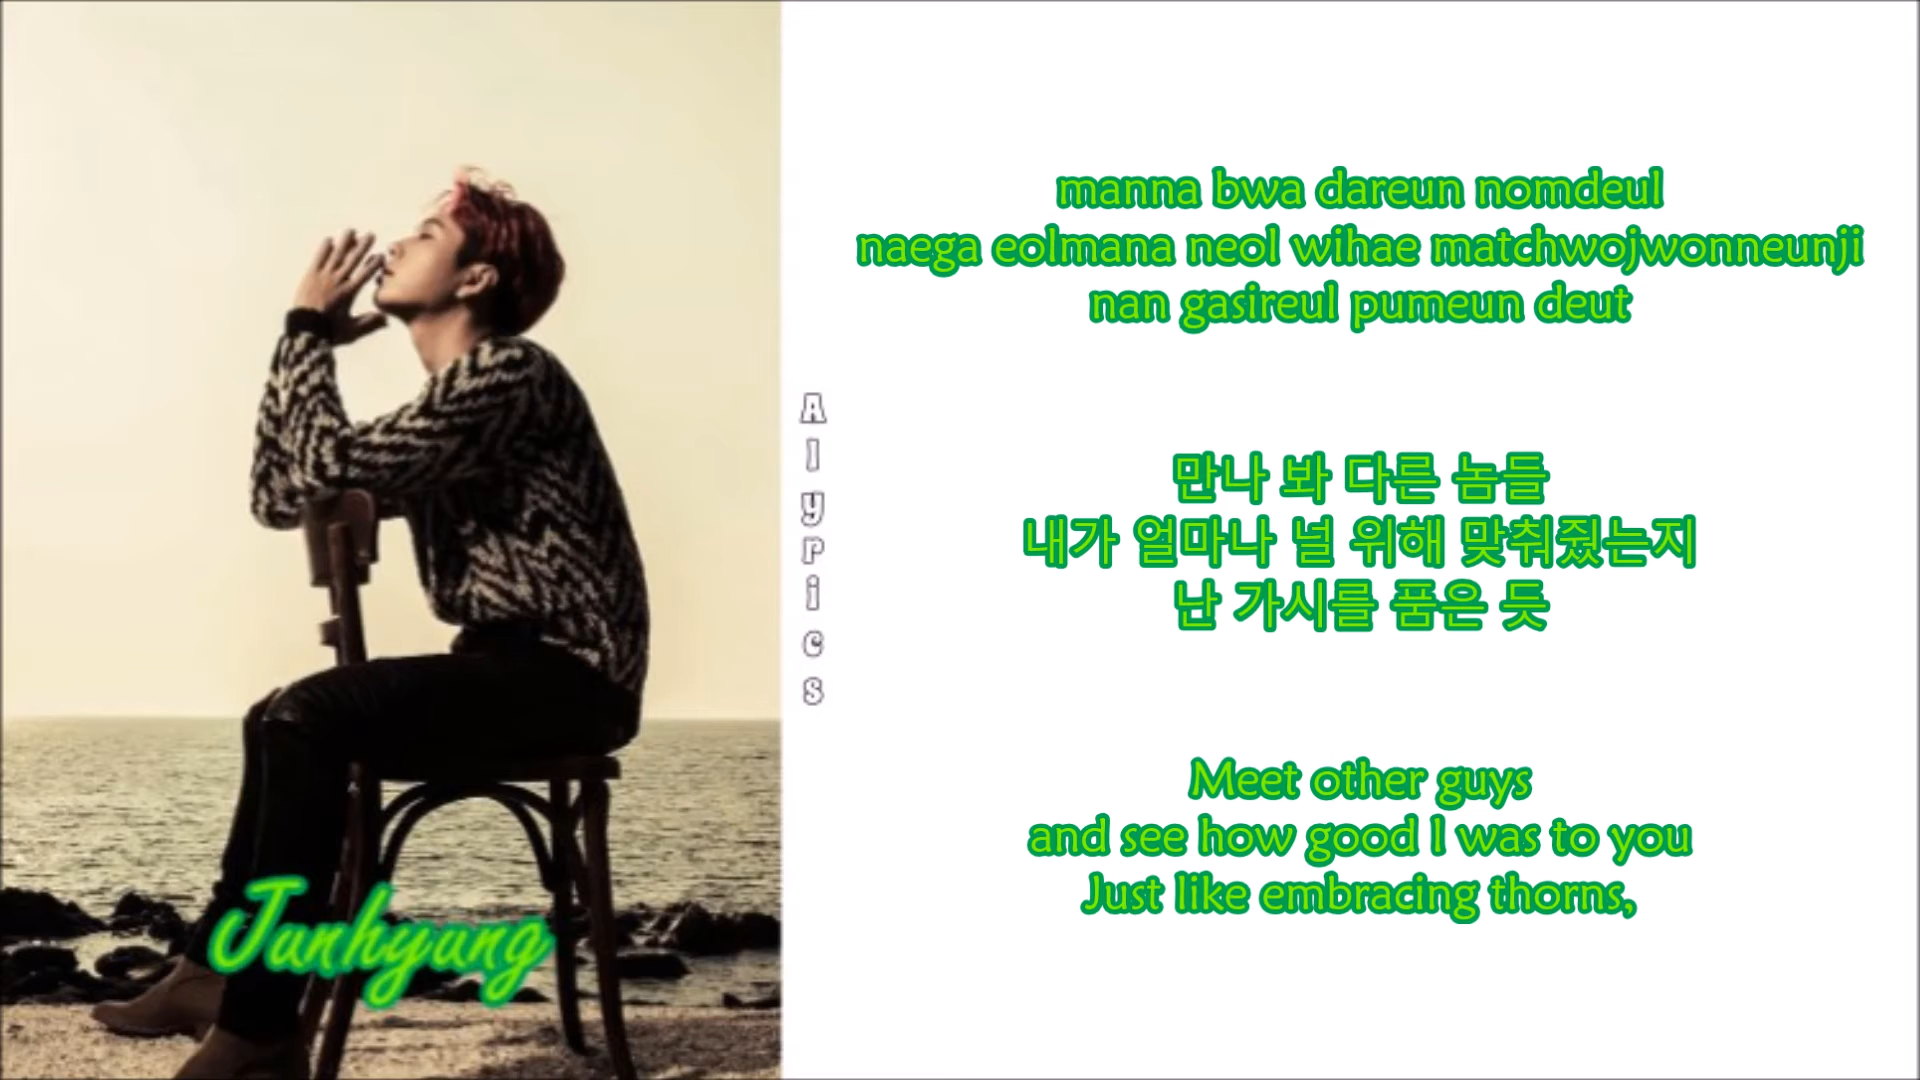 manna bwa dareun nomdeul
naega eolmana neol wihae matchwojwonneunji
nan gasireul pumeun deut
만나 봐 다른 놈들
내가 얼마나 널 위해 맞춰줬는지
난 가시를 품은 듯
Meet other guys
and see how good I was to you
Just like embracing thorns,
Alyrics
Junhyung